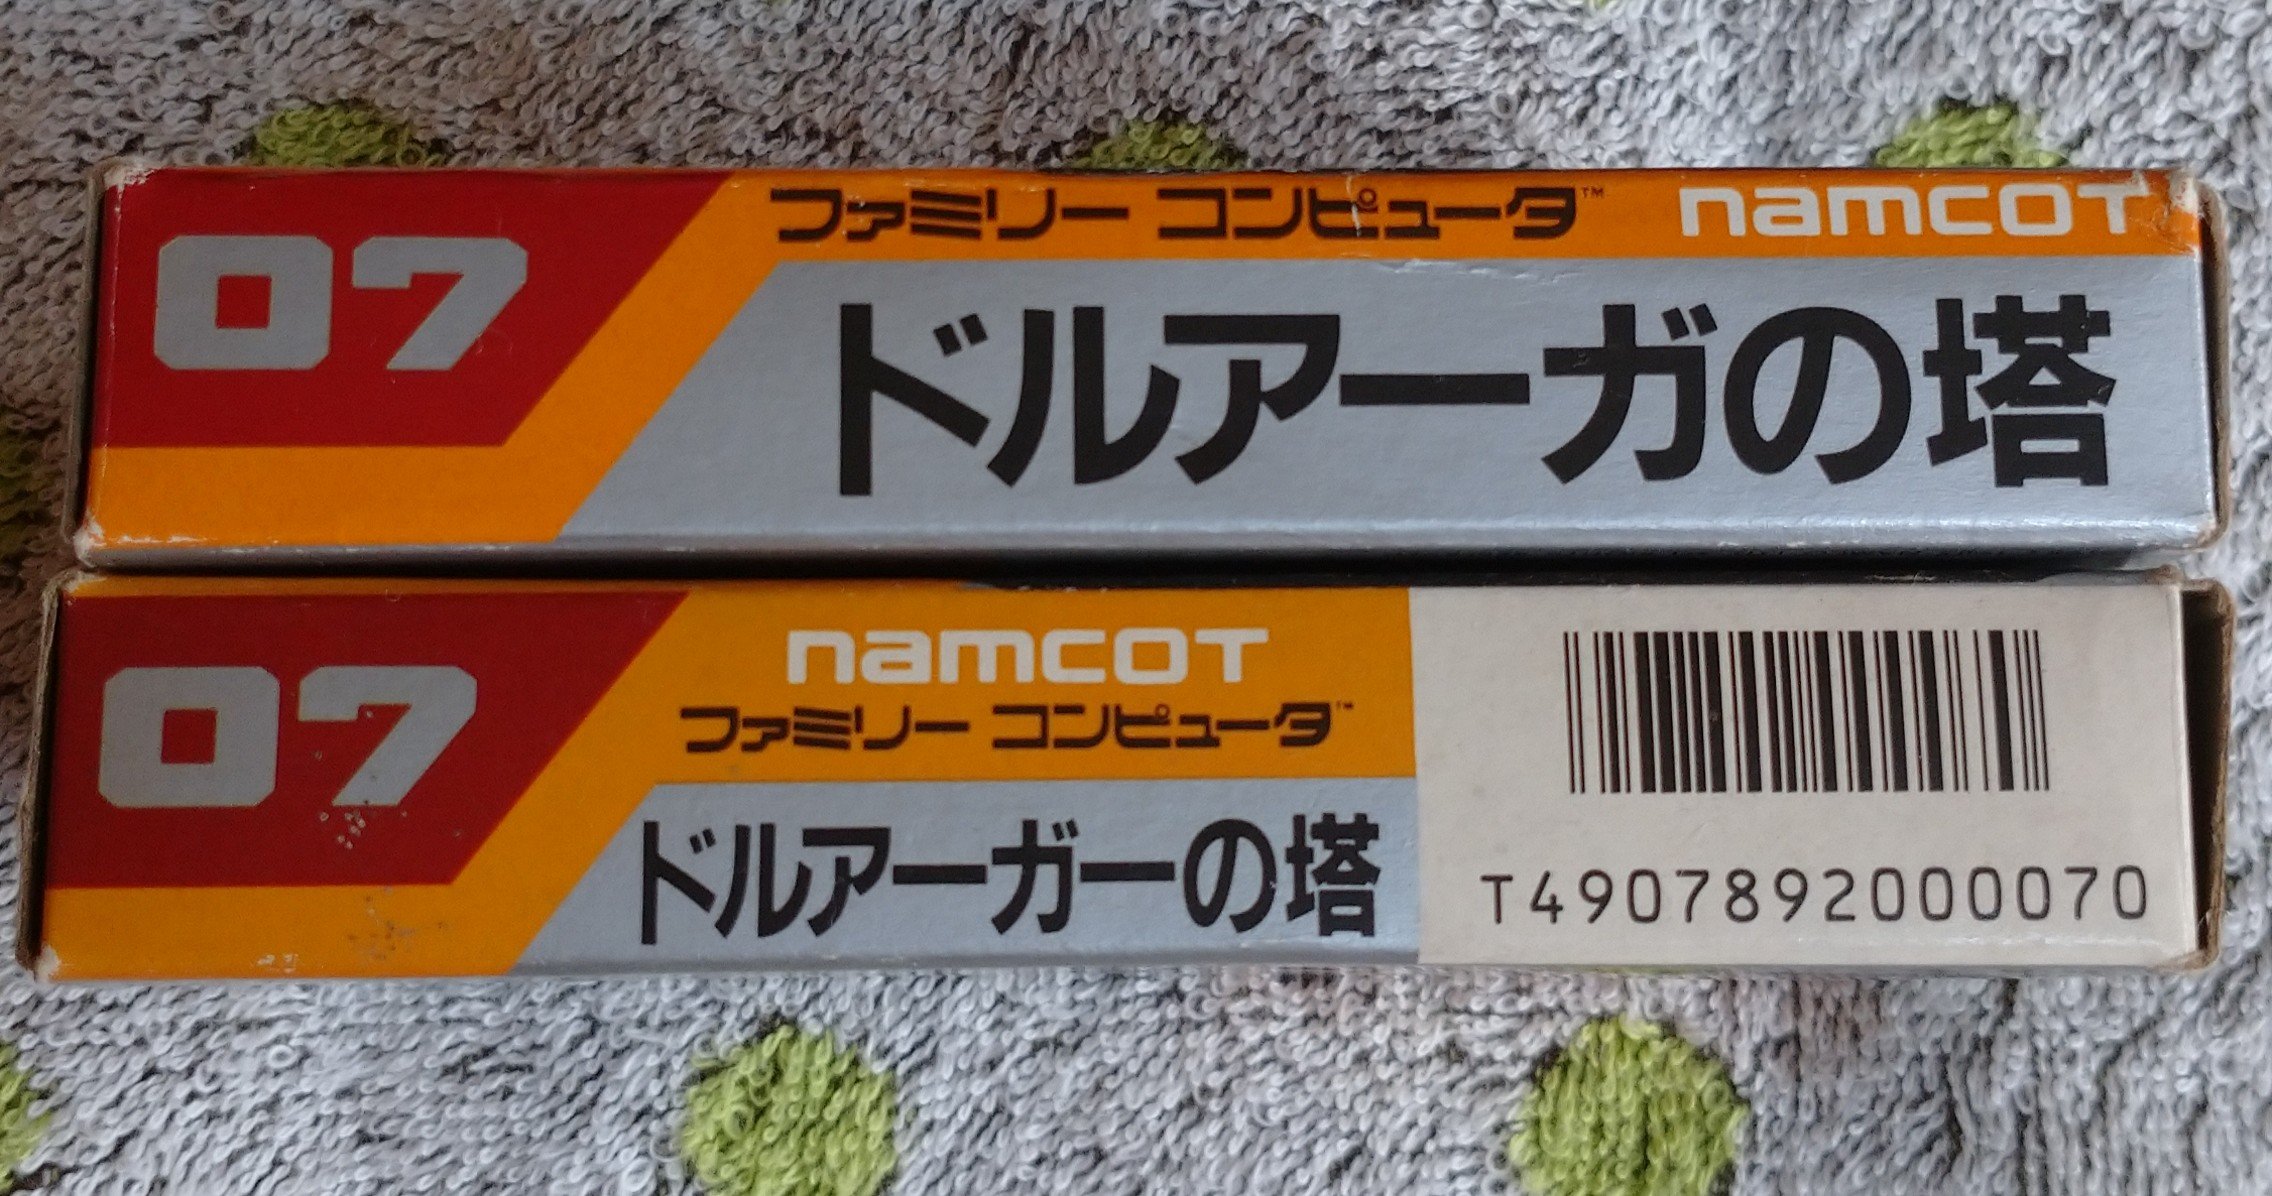 07
ファミリー コンピュータ™ namcoT
ドルアーガの塔
07
namcoT
ファミリー コンピュータ™
ドルアーガーの塔
T4907892000070